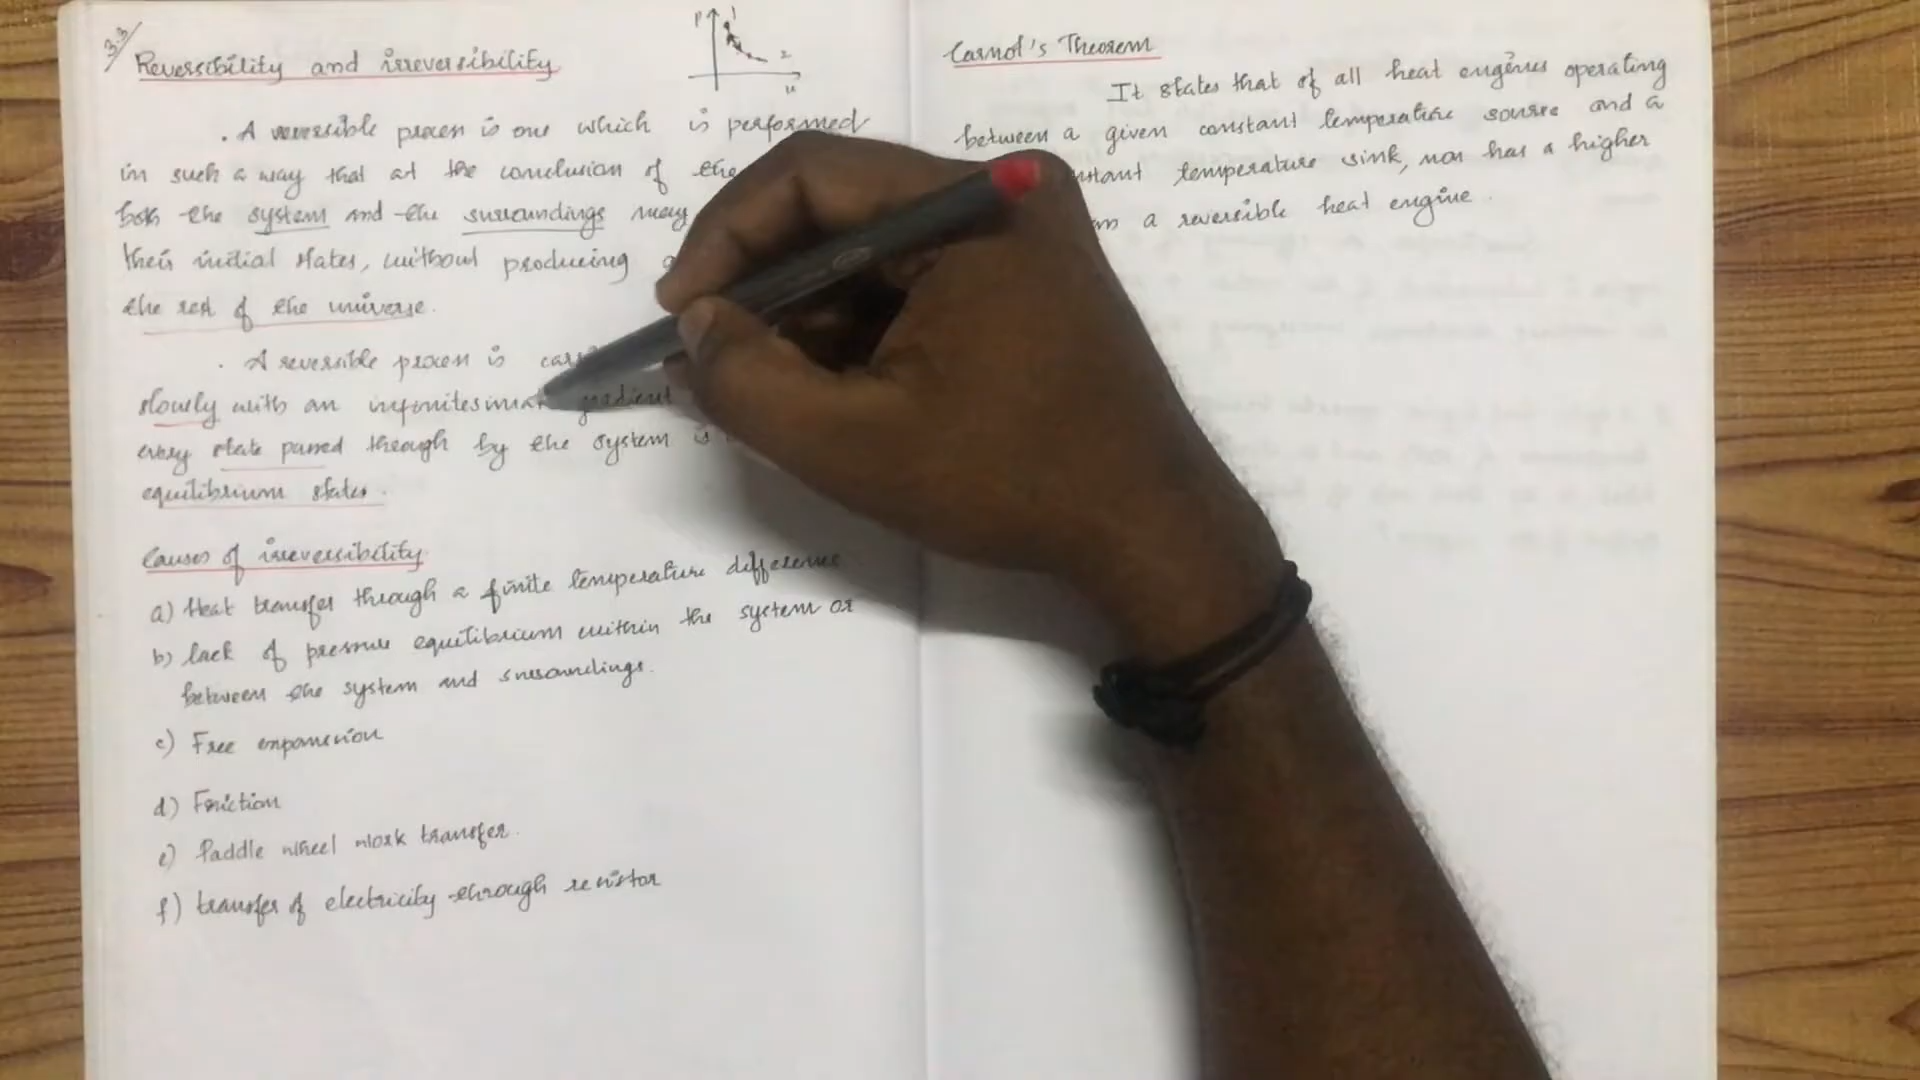 3.3
Reversibility and irreversibility
P 1
2
u
. A reversible process is one which is performed
in such a way that at the conclusion of the
both the system and the surroundings may
their initial states, without producing
the rest of the universe.
. A reversible process is
slowly with an infinitesimal gradient
every state passed through by the system is
equilibrium states.
Causes of irreversibility
a) Heat transfer through a finite temperature difference
b) lack of pressure equilibrium within the system or
between the system and surroundings.
c) Free expansion
d) Friction
e) Paddle wheel work transfer.
f) transfer of electricity through resistor
Carnot's Theorem
It states that of all heat engines operating
between a given constant temperature source and a
temperature sink, non has a higher
a reversible heat engine.